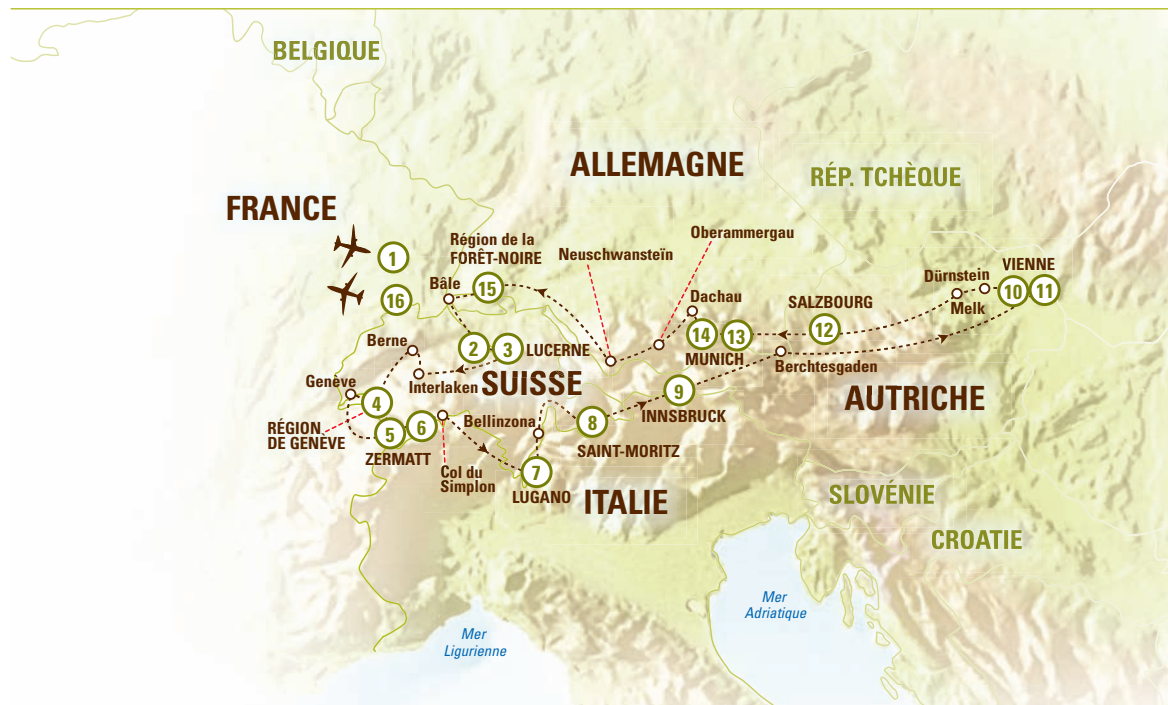 BELGIQUE
ALLEMAGNE
RÉP. TCHÈQUE
FRANCE
Oberammergau
Région de la
FORÊT-NOIRE
Neuschwansteïn
1
VIENNE
Dürnstein
Bâle
15
Dachau
10
11
16
SALZBOURG
Melk
12
14
13
Berne
2
3
LUCERNE
MUNICH
Berchtesgaden
Interlaken
SUISSE
Genève
4
9
INNSBRUCK
AUTRICHE
RÉGION
DE GENÈVE
5
6
Bellinzona
8
ZERMATT
SAINT-MORITZ
Col du
Simplon
7
LUGANO
ITALIE
SLOVÉNIE
CROATIE
Mer
Adriatique
Mer
Ligurienne